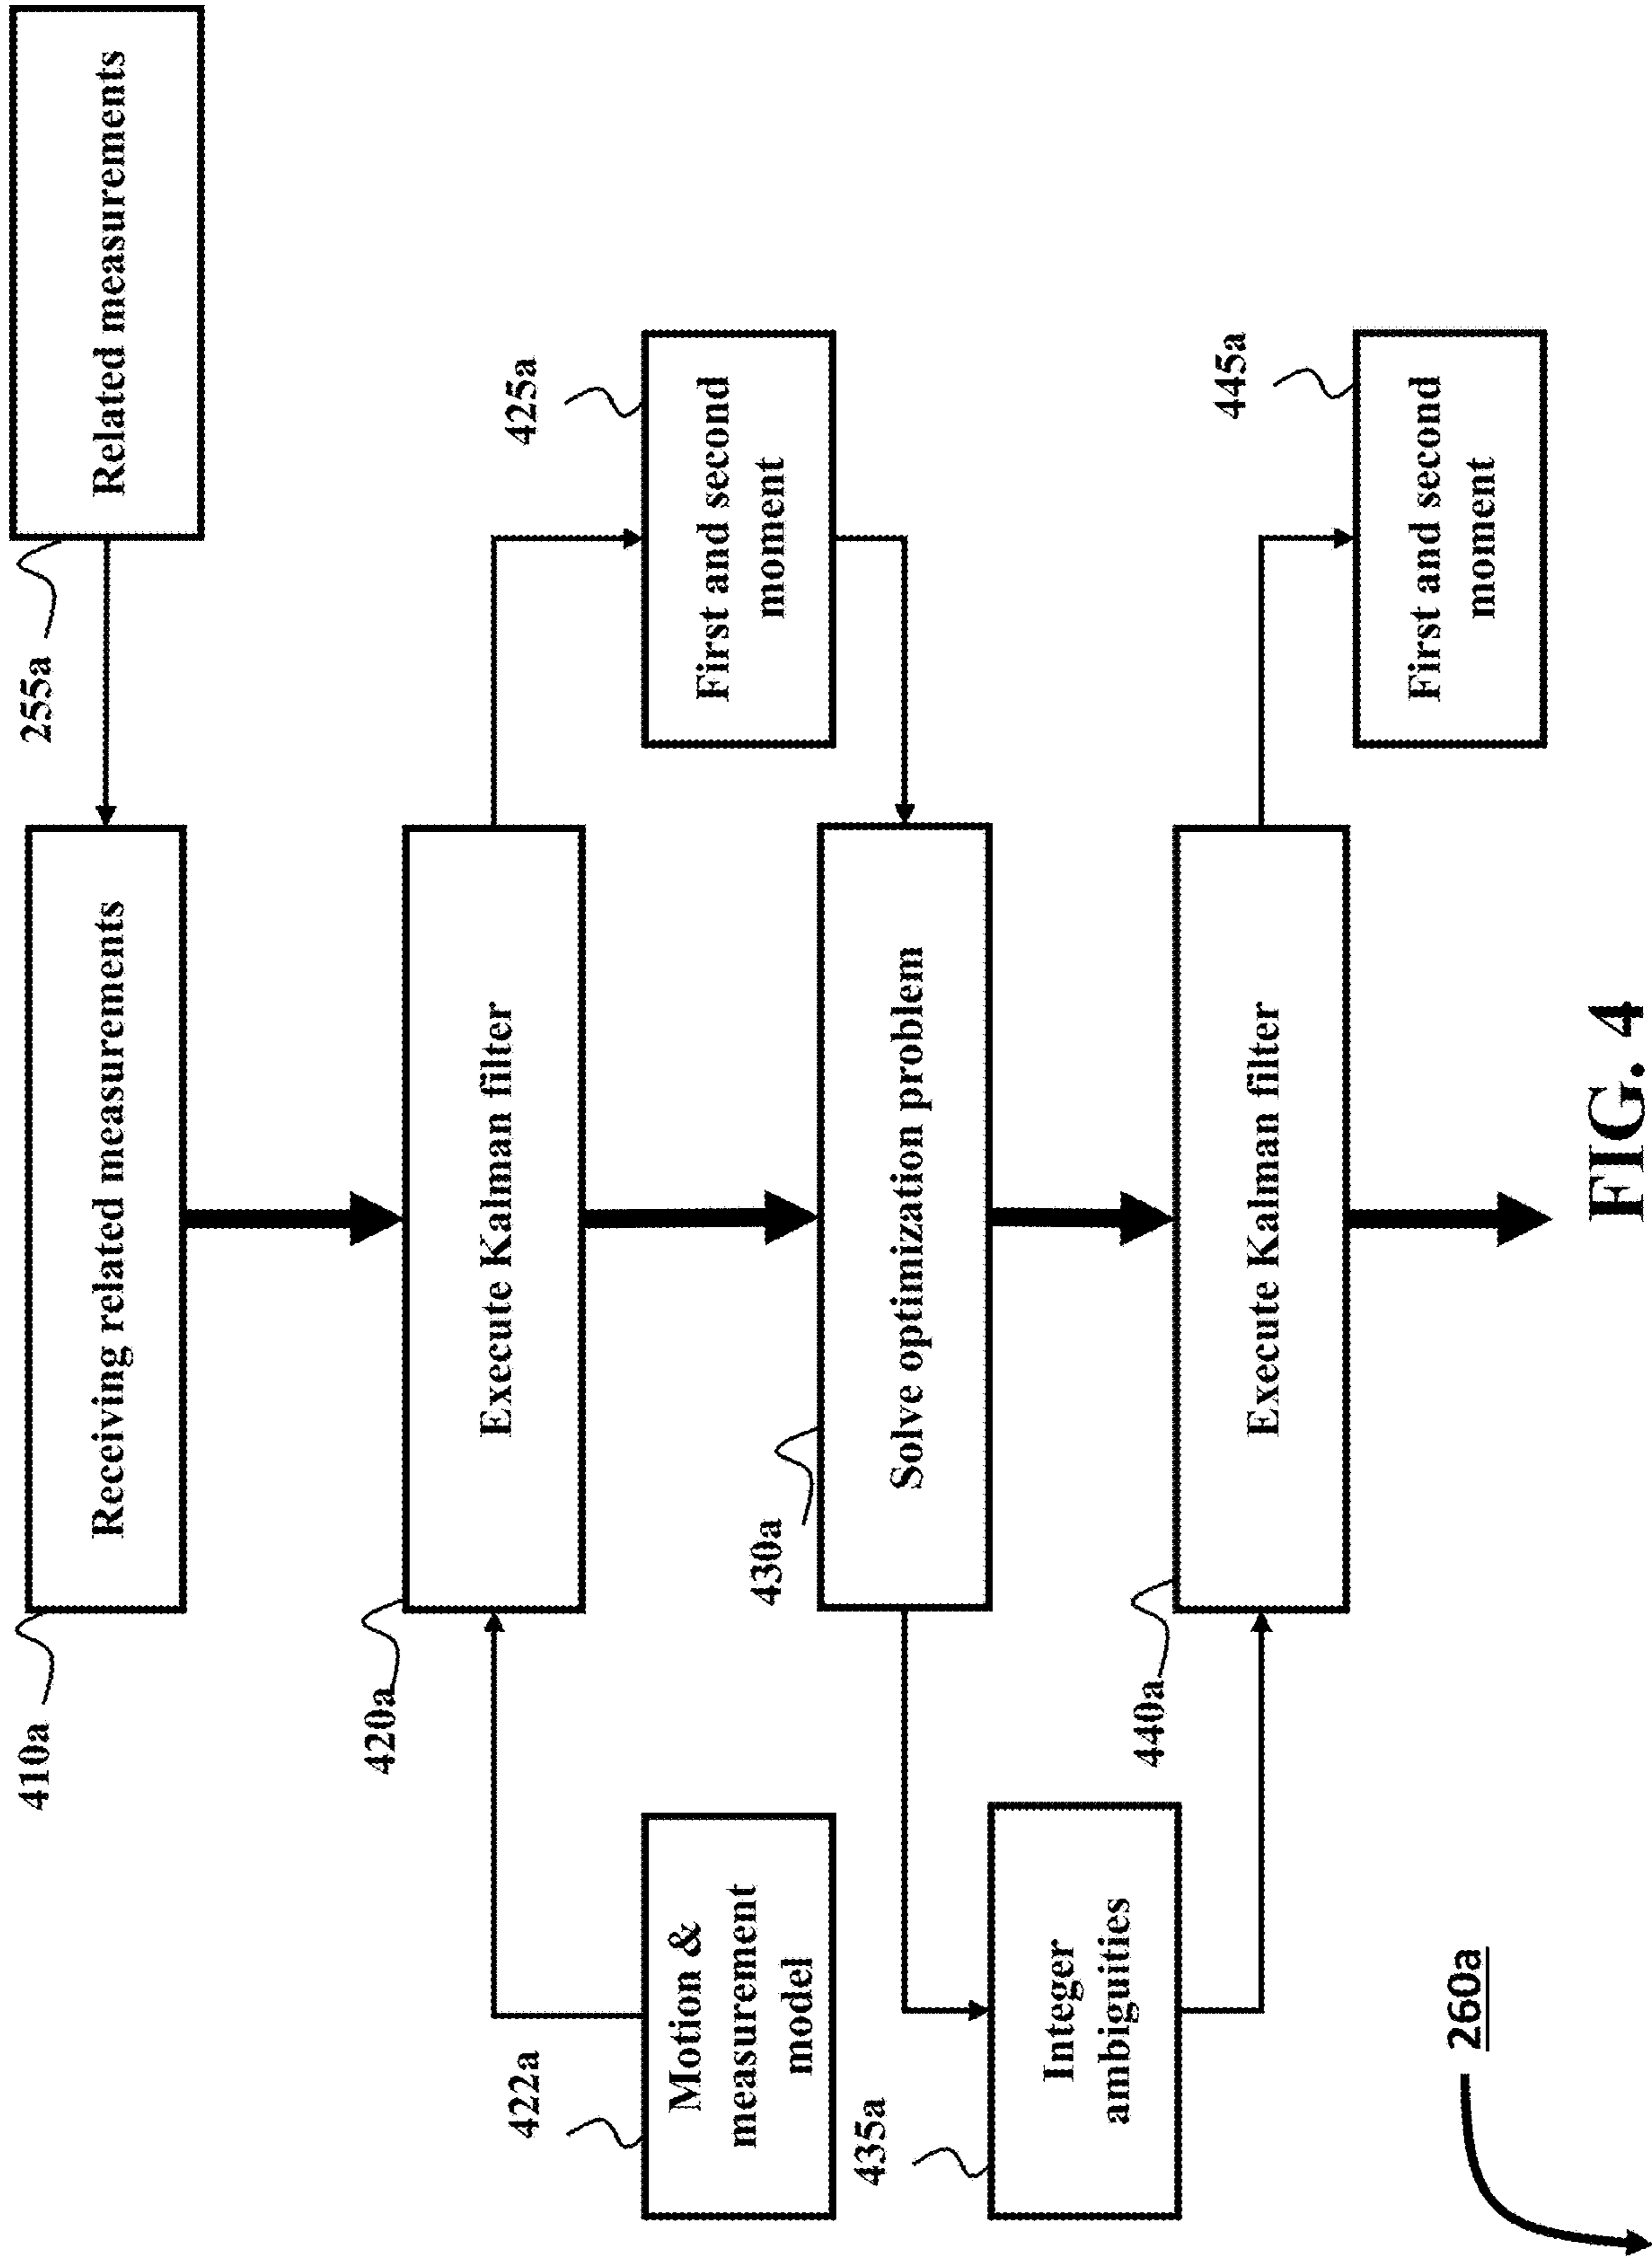 255a
Related measurements
410a
Receiving related measurements
420a
Execute Kalman filter
422a
Motion &
measurement
model
425a
First and second
moment
430a
Solve optimization problem
435a
Integer
ambiguities
440a
Execute Kalman filter
445a
First and second
moment
260a
FIG. 4